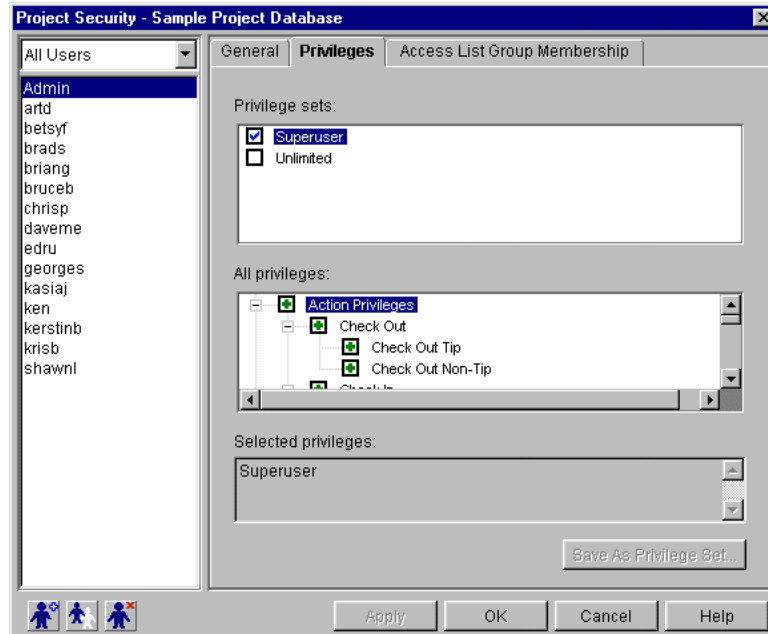 Project Security - Sample Project Database
All Users
Admin
artd
betsyf
brads
briang
bruceb
chrisp
daveme
edru
georges
kasiaj
ken
kerstinb
krisb
shawnl
General
Privileges
Access List Group Membership
Privilege sets:
Superuser
Unlimited
All privileges:
Action Privileges
Check Out
Check Out Tip
Check Out Non-Tip
Check In
Selected privileges:
Superuser
Save As Privilege Set...
Apply
OK
Cancel
Help